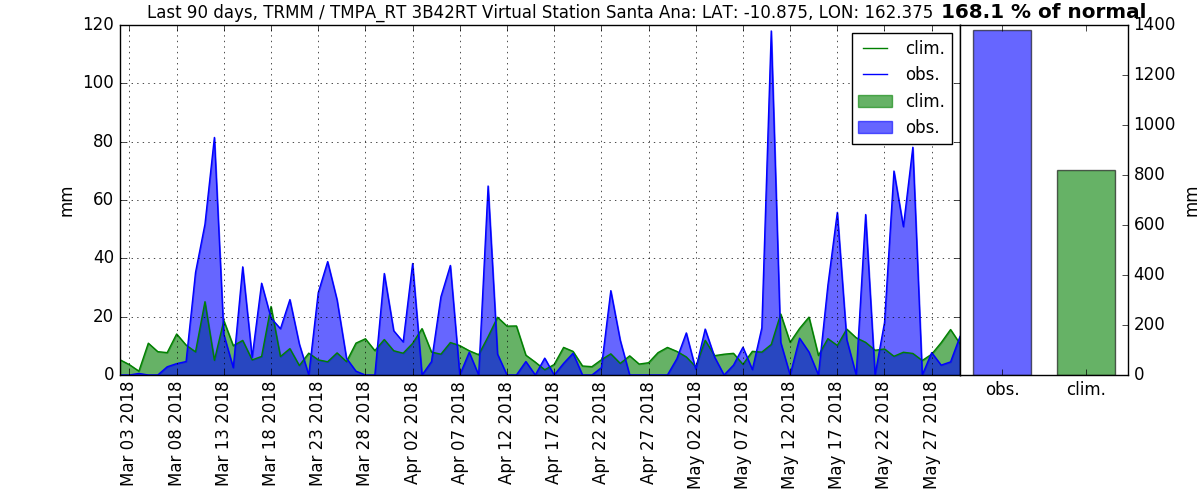 Last 90 days, TRMM / TMPA_RT 3B42RT Virtual Station Santa Ana: LAT: -10.875, LON: 162.375 168.1 % of normal
120
100
80
60
40
20
0
mm
clim.
obs.
clim.
obs.
1400
1200
1000
800
600
400
200
0
mm
obs.
clim.
Mar 03 2018
Mar 08 2018
Mar 13 2018
Mar 18 2018
Mar 23 2018
Mar 28 2018
Apr 02 2018
Apr 07 2018
Apr 12 2018
Apr 17 2018
Apr 22 2018
Apr 27 2018
May 02 2018
May 07 2018
May 12 2018
May 17 2018
May 22 2018
May 27 2018